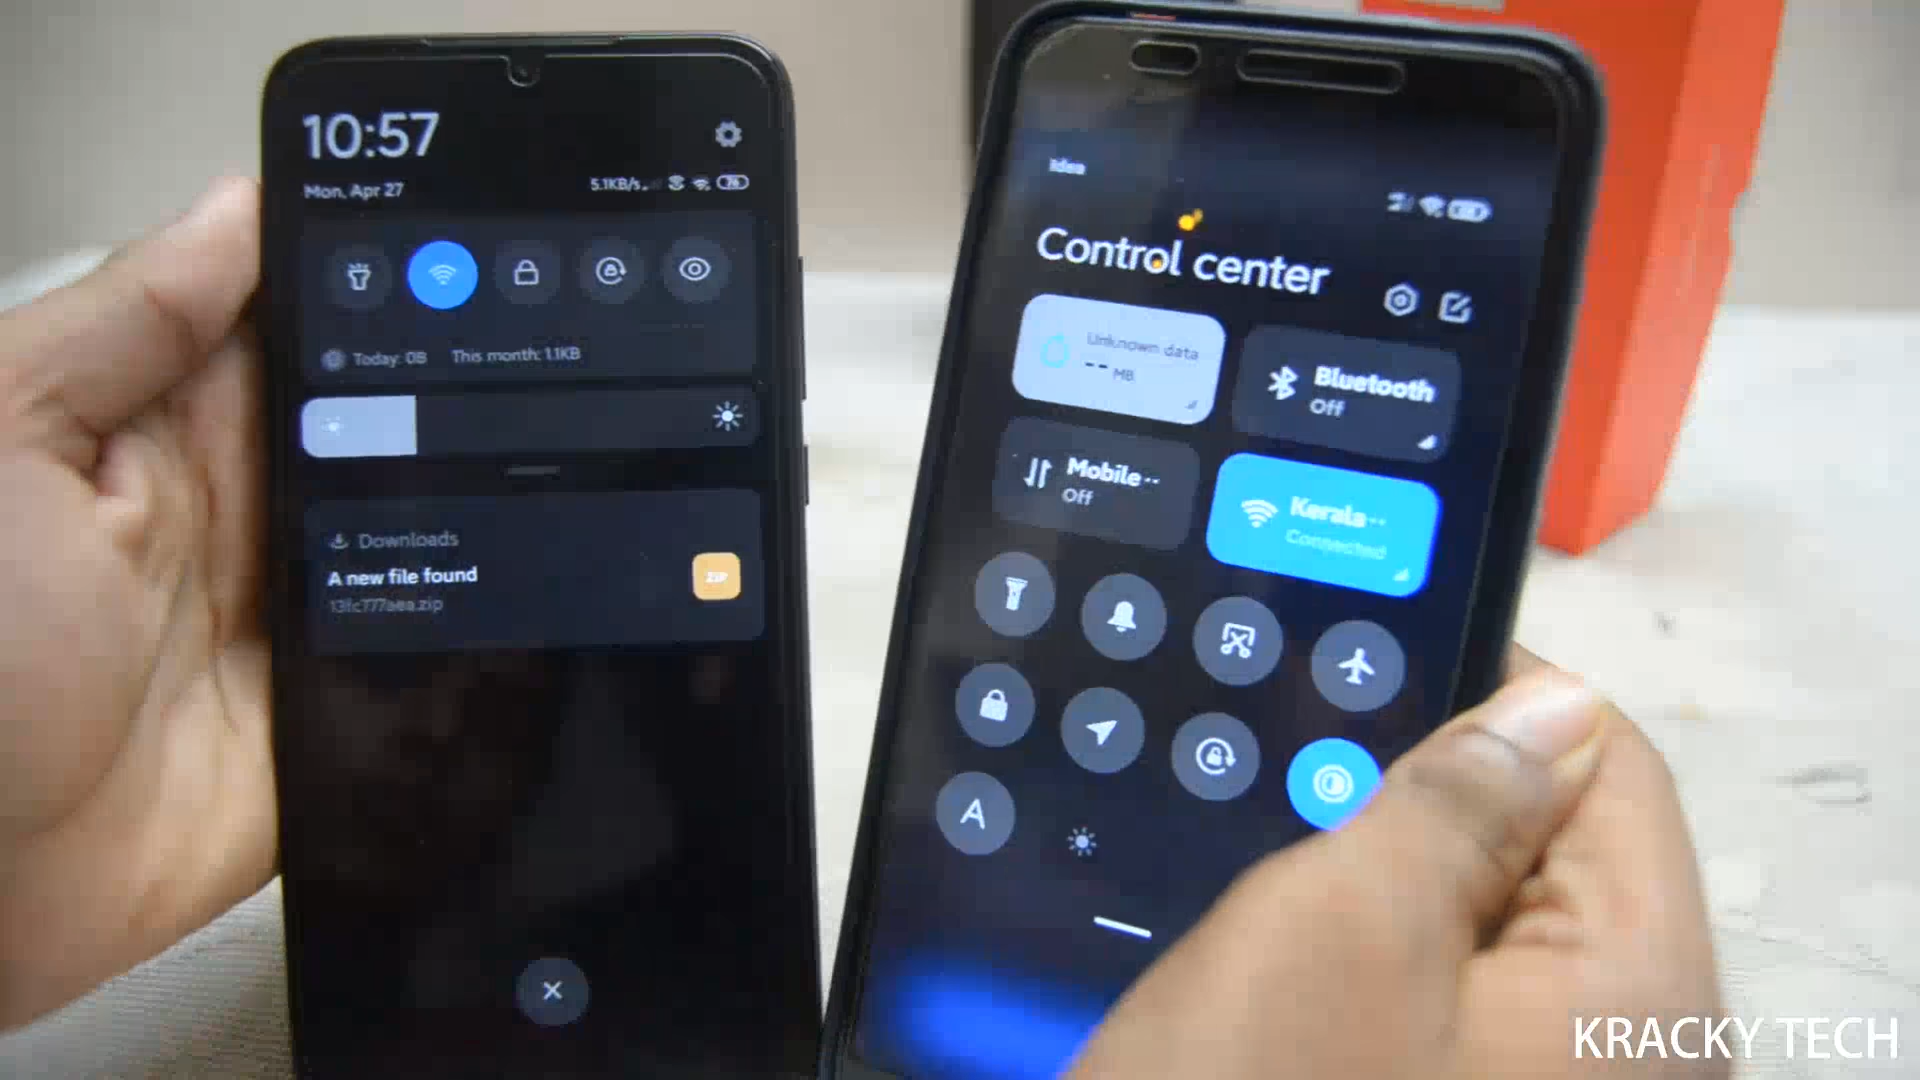 10:57
Mon, Apr 27
5.1KB/s
76
Today: 0B This month: 1.1KB
Downloads
A new file found
13fc777aea.zip
ZIP
Idea
Control center
Unknown data
-- MB
Bluetooth
Off
Mobile··
Off
Kerala··
Connected
A
KRACKY TECH